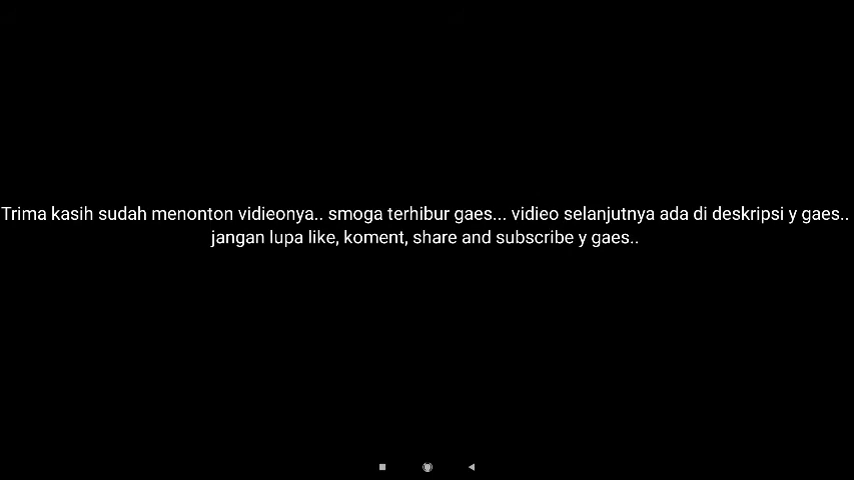 Trima kasih sudah menonton vidieonya.. smoga terhibur gaes... vidieo selanjutnya ada di deskripsi y gaes..
jangan lupa like, koment, share and subscribe y gaes..